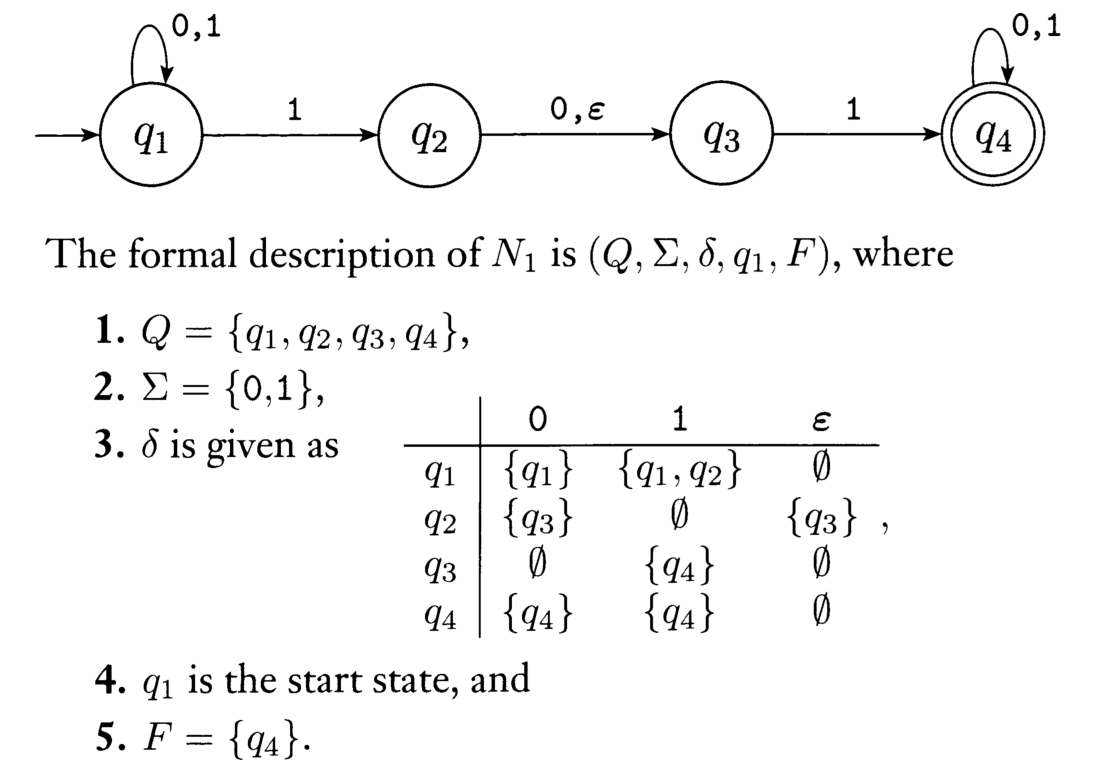 0,1 0,1
1 0,ε 1
q1 q2 q3 q4
The formal description of N1 is (Q, Σ, δ, q1, F), where
1. Q = {q1, q2, q3, q4},
2. Σ = {0,1},
3. δ is given as
0 1 ε
q1 {q1} {q1, q2} ∅
q2 {q3} ∅ {q3} ,
q3 ∅ {q4} ∅
q4 {q4} {q4} ∅
4. q1 is the start state, and
5. F = {q4}.